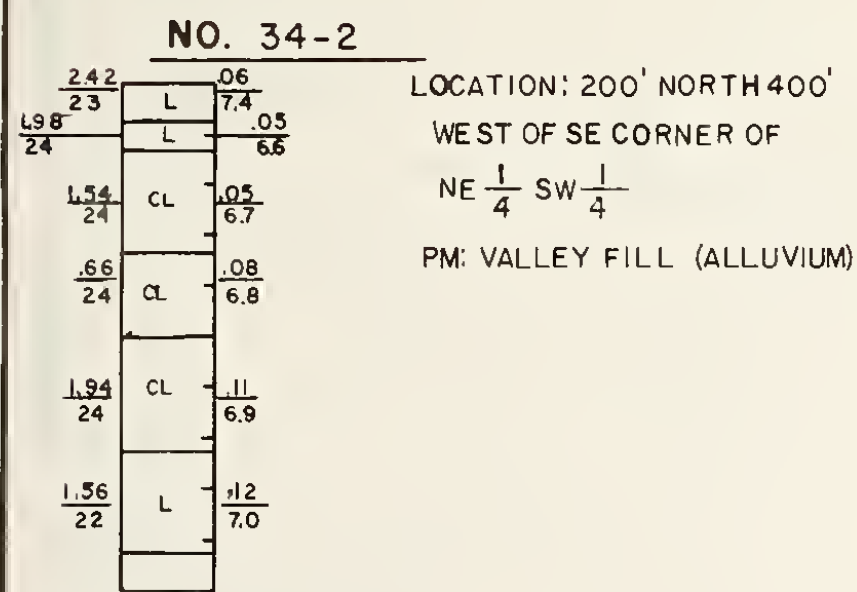 NO. 34-2
2.42 .06
23 L 7.4
1.98 .05
24 L 6.6
1.54 .05
24 CL 6.7
.66 .08
24 CL 6.8
1.94 .11
24 CL 6.9
1.56 .12
22 L 7.0
LOCATION: 200' NORTH 400'
WEST OF SE CORNER OF
NE 1/4 SW 1/4
PM: VALLEY FILL (ALLUVIUM)